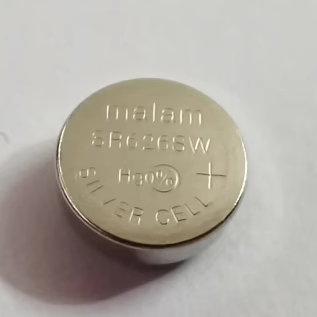 malam
SR626SW
Hg0%
+
SILVER CELL